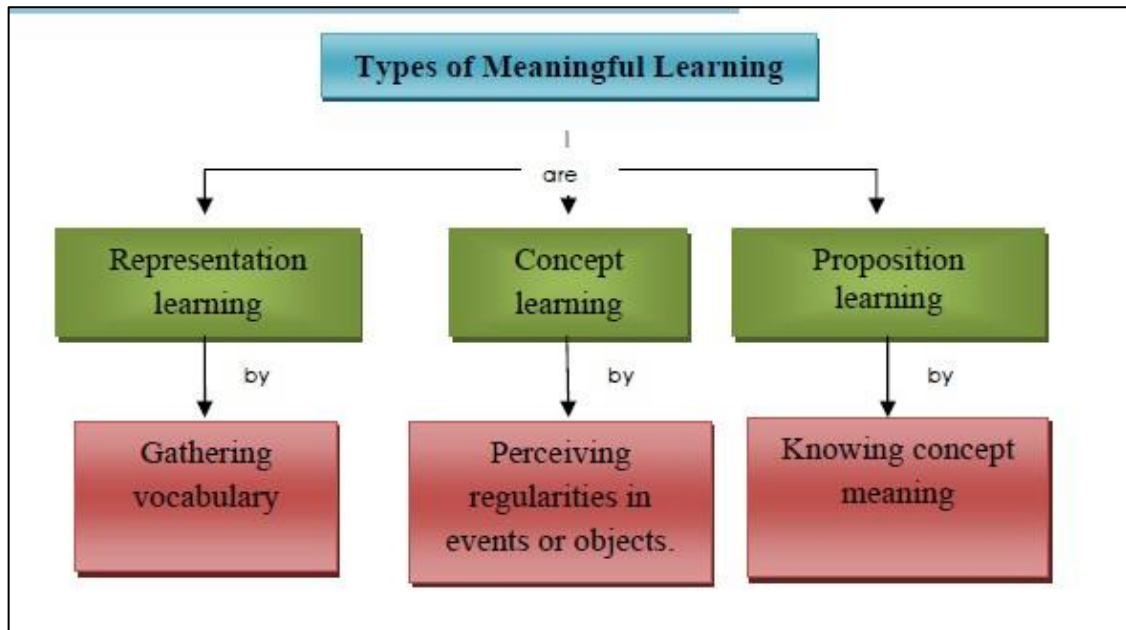 Types of Meaningful Learning
are
Representation
learning
Concept
learning
Proposition
learning
by
by
by
Gathering
vocabulary
Perceiving
regularities in
events or objects.
Knowing concept
meaning